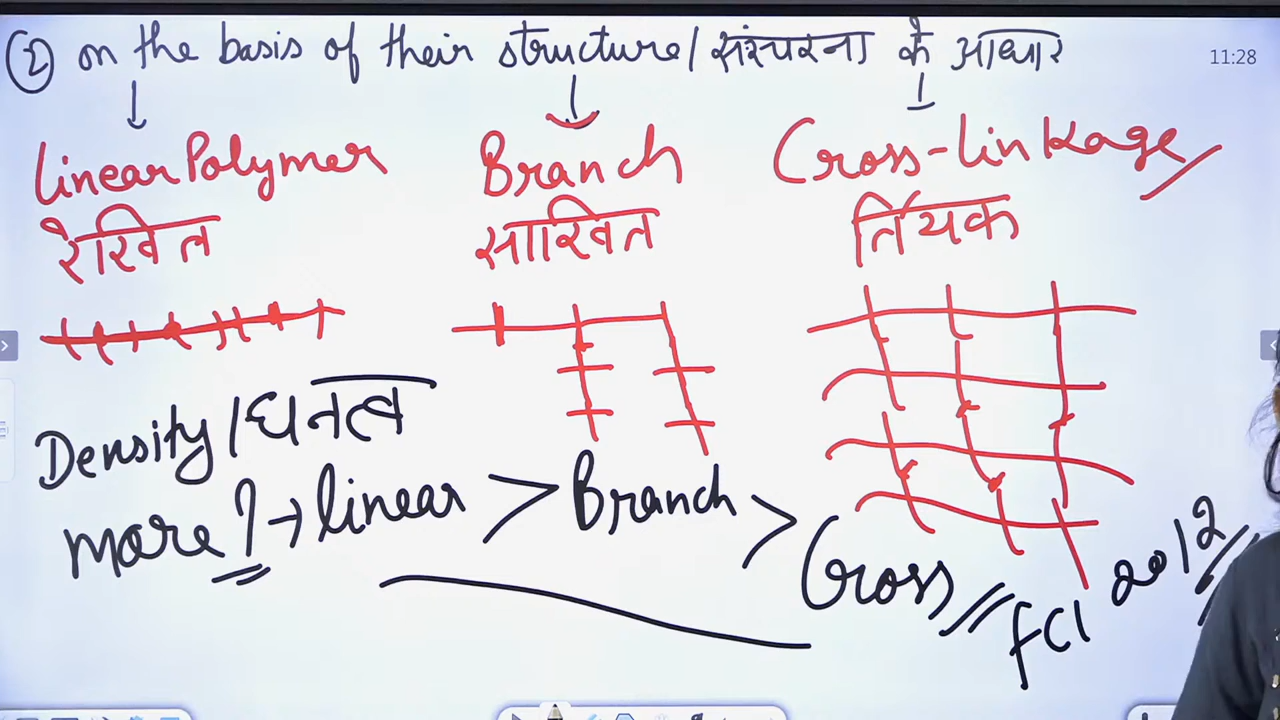 ② on the basis of their structure/संरचना के आधार
11:28
Linear Polymer
Branch
Cross-linkage/
रेखित
साखित
र्तियक
Density/घनत्व
more ? → linear > Branch > Cross
FCI 2012